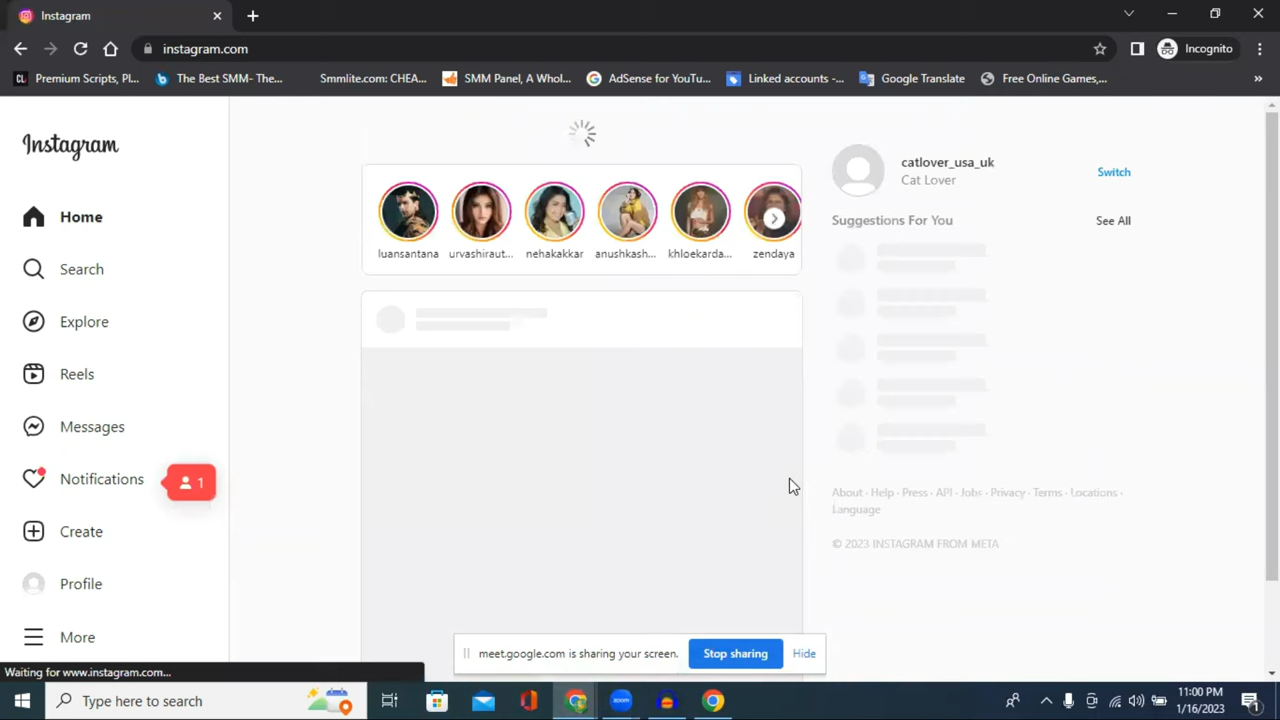 Instagram
instagram.com
Incognito
Premium Scripts, Pl...
The Best SMM- The...
Smmlite.com: CHEA...
SMM Panel, A Whol...
AdSense for YouTu...
Linked accounts -...
Google Translate
Free Online Games,...
Instagram
Home
Search
Explore
Reels
Messages
Notifications
1
Create
Profile
More
luansantana
urvashiraut...
nehakakkar
anushkash...
khloekarda...
zendaya
catlover_usa_uk
Cat Lover
Switch
Suggestions For You
See All
About · Help · Press · API · Jobs · Privacy · Terms · Locations ·
Language
© 2023 INSTAGRAM FROM META
meet.google.com is sharing your screen.
Stop sharing
Hide
Waiting for www.instagram.com...
Type here to search
zoom
11:00 PM
1/16/2023
1